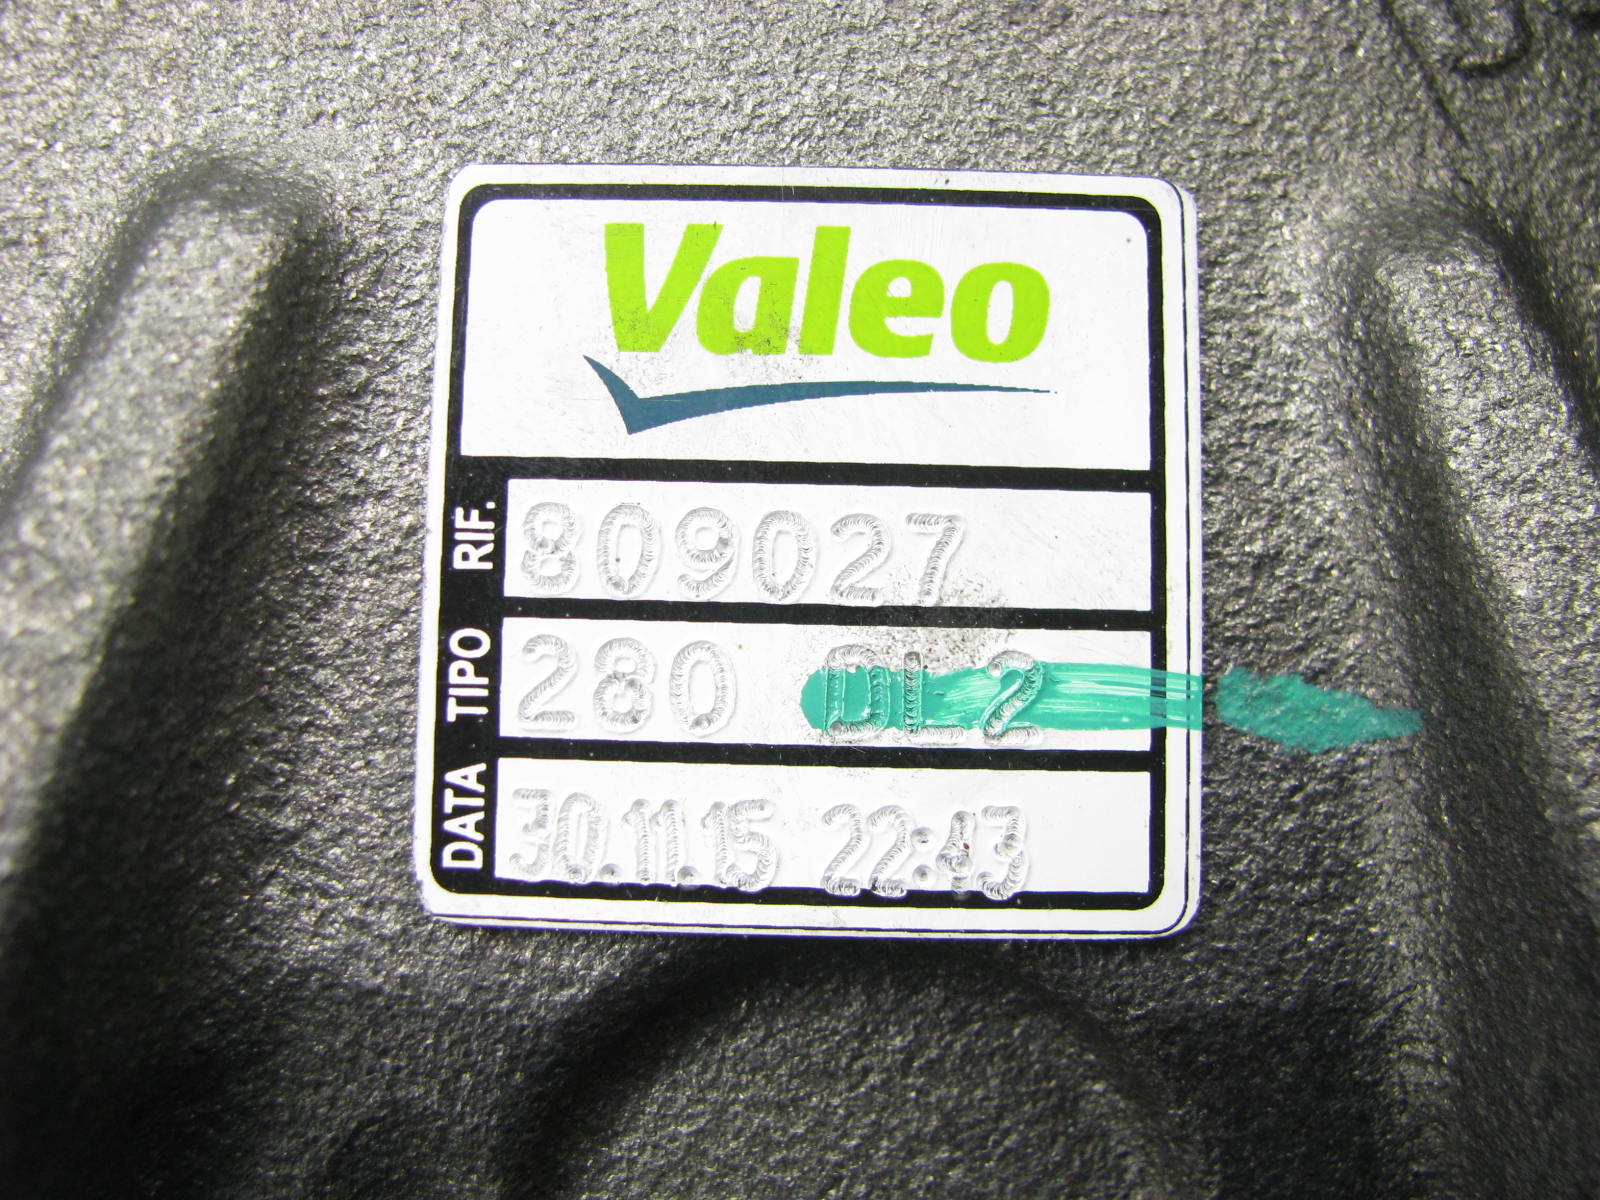 Valeo
RIF. 809027
TIPO 280 DL2
DATA 30.11.15 22:43